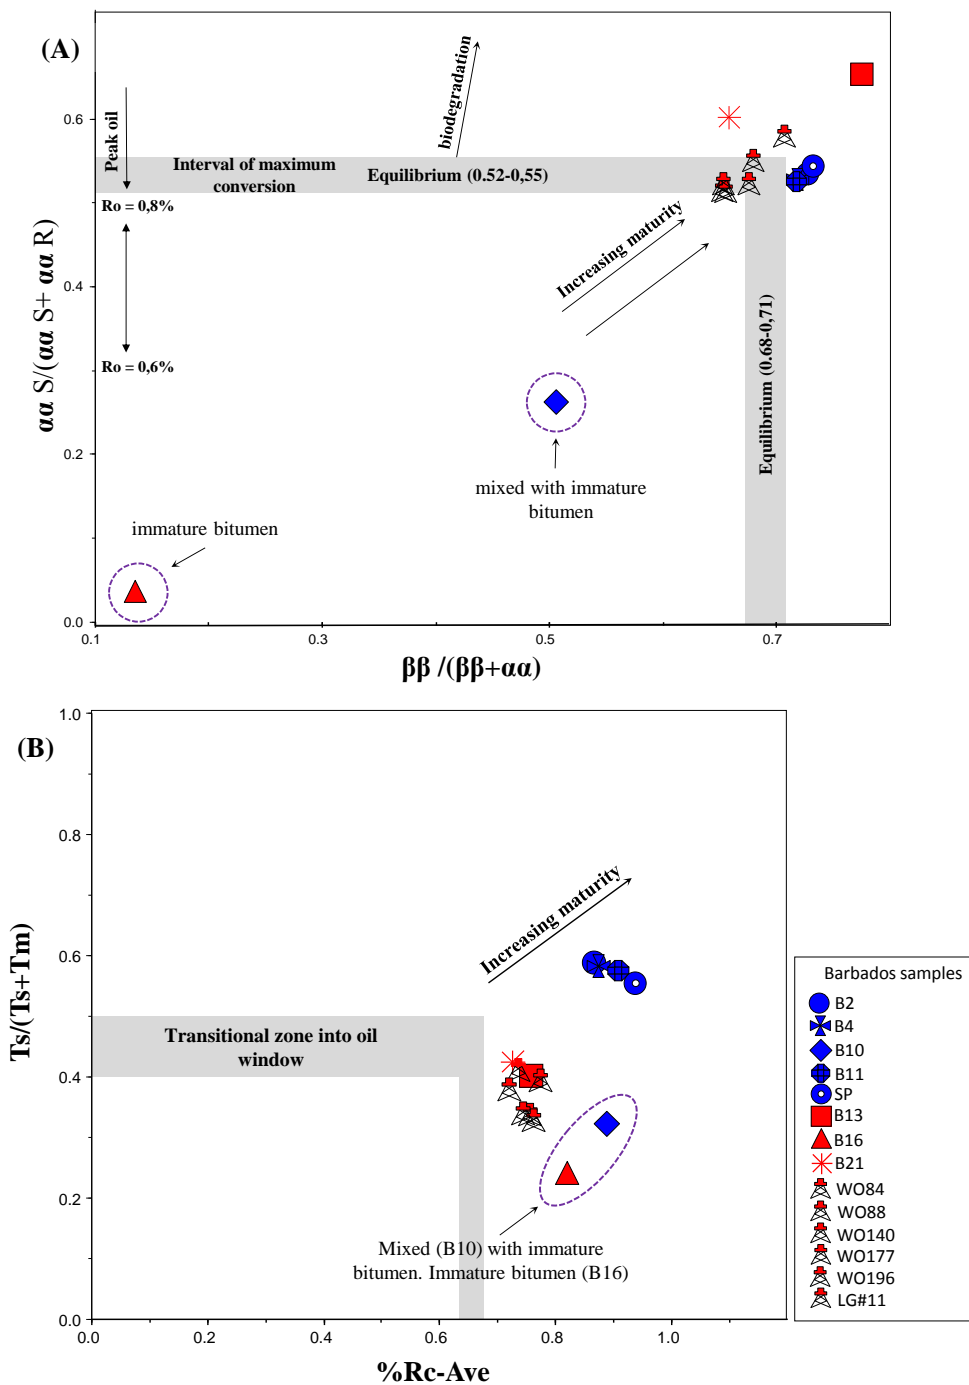 (A)
biodegradation
0.6
Peak oil
Interval of maximum
conversion
Equilibrium (0.52-0,55)
Ro = 0,8%
Increasing maturity
αα S/(αα S+ αα R)
0.4
Ro = 0,6%
Equilibrium (0.68-0,71)
0.2
mixed with immature
bitumen
immature bitumen
0.0
0.1
0.3
0.5
0.7
ββ /(ββ+αα)
(B)
1.0
0.8
Increasing maturity
0.6
Ts/(Ts+Tm)
Transitional zone into oil
window
0.4
0.2
Mixed (B10) with immature
bitumen. Immature bitumen (B16)
0.0
0.0
0.2
0.4
0.6
0.8
1.0
%Rc-Ave
Barbados samples
B2
B4
B10
B11
SP
B13
B16
B21
WO84
WO88
WO140
WO177
WO196
LG#11